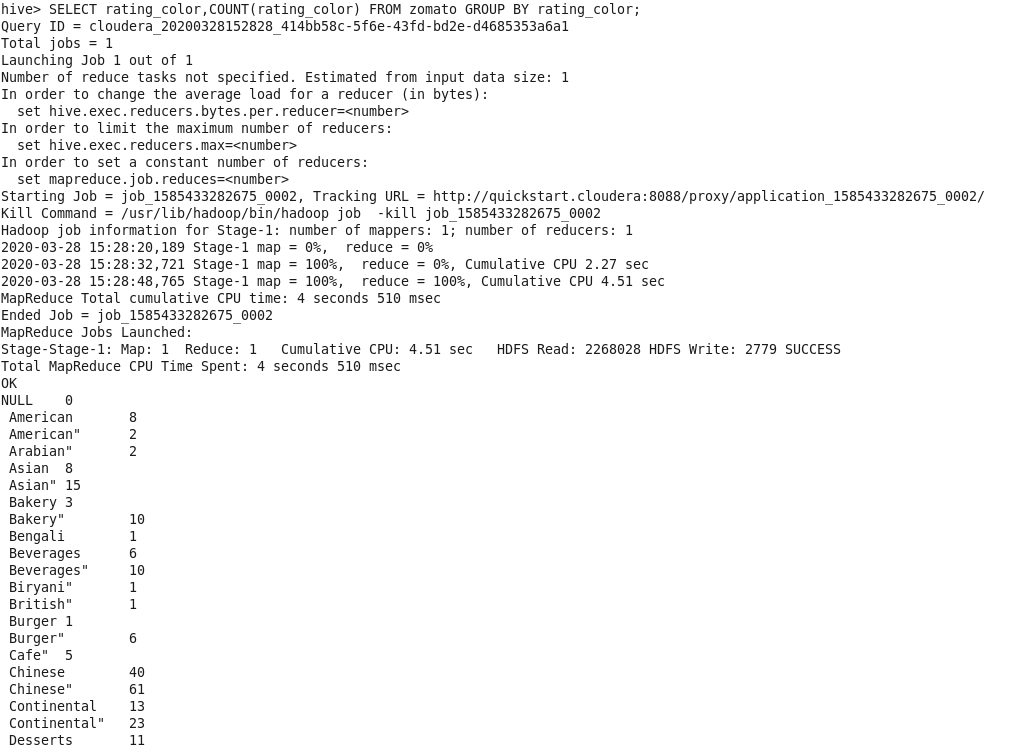 hive> SELECT rating_color,COUNT(rating_color) FROM zomato GROUP BY rating_color;
Query ID = cloudera_20200328152828_414bb58c-5f6e-43fd-bd2e-d4685353a6a1
Total jobs = 1
Launching Job 1 out of 1
Number of reduce tasks not specified. Estimated from input data size: 1
In order to change the average load for a reducer (in bytes):
  set hive.exec.reducers.bytes.per.reducer=<number>
In order to limit the maximum number of reducers:
  set hive.exec.reducers.max=<number>
In order to set a constant number of reducers:
  set mapreduce.job.reduces=<number>
Starting Job = job_1585433282675_0002, Tracking URL = http://quickstart.cloudera:8088/proxy/application_1585433282675_0002/
Kill Command = /usr/lib/hadoop/bin/hadoop job  -kill job_1585433282675_0002
Hadoop job information for Stage-1: number of mappers: 1; number of reducers: 1
2020-03-28 15:28:20,189 Stage-1 map = 0%,  reduce = 0%
2020-03-28 15:28:32,721 Stage-1 map = 100%,  reduce = 0%, Cumulative CPU 2.27 sec
2020-03-28 15:28:48,765 Stage-1 map = 100%,  reduce = 100%, Cumulative CPU 4.51 sec
MapReduce Total cumulative CPU time: 4 seconds 510 msec
Ended Job = job_1585433282675_0002
MapReduce Jobs Launched:
Stage-Stage-1: Map: 1  Reduce: 1   Cumulative CPU: 4.51 sec   HDFS Read: 2268028 HDFS Write: 2779 SUCCESS
Total MapReduce CPU Time Spent: 4 seconds 510 msec
OK
NULL    0
 American       8
 American"      2
 Arabian"       2
 Asian  8
 Asian" 15
 Bakery 3
 Bakery"        10
 Bengali        1
 Beverages      6
 Beverages"     10
 Biryani"       1
 British"       1
 Burger 1
 Burger"        6
 Cafe"  5
 Chinese        40
 Chinese"       61
 Continental    13
 Continental"   23
 Desserts       11